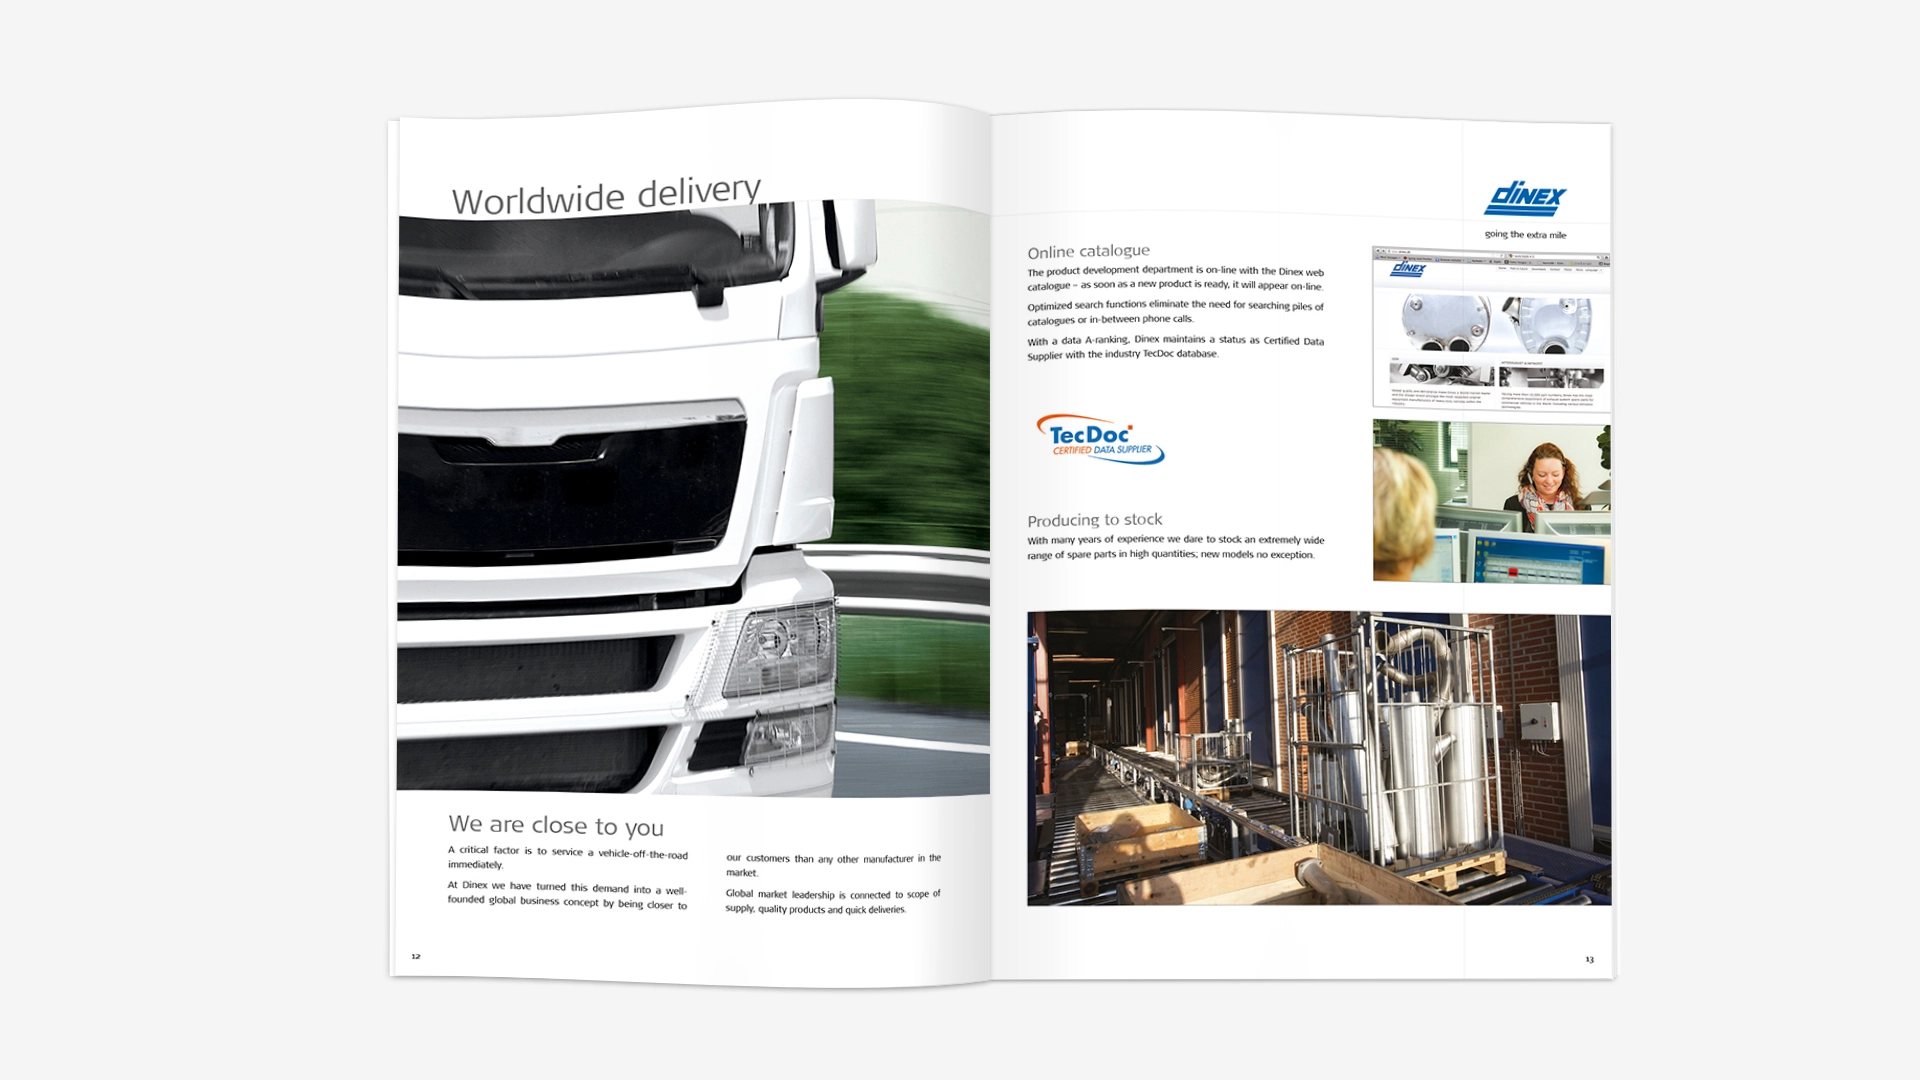 Worldwide delivery
We are close to you
A critical factor is to service a vehicle-off-the-road
immediately.
At Dinex we have turned this demand into a well-
founded global business concept by being closer to
our customers than any other manufacturer in the
market.
Global market leadership is connected to scope of
supply, quality products and quick deliveries.
12
DINEX
going the extra mile
Online catalogue
The product development department is on-line with the Dinex web
catalogue – as soon as a new product is ready, it will appear on-line.
Optimized search functions eliminate the need for searching piles of
catalogues or in-between phone calls.
With a data A-ranking, Dinex maintains a status as Certified Data
Supplier with the industry TecDoc database.
TecDoc
CERTIFIED DATA SUPPLIER
Producing to stock
With many years of experience we dare to stock an extremely wide
range of spare parts in high quantities; new models no exception.
DINEX
13